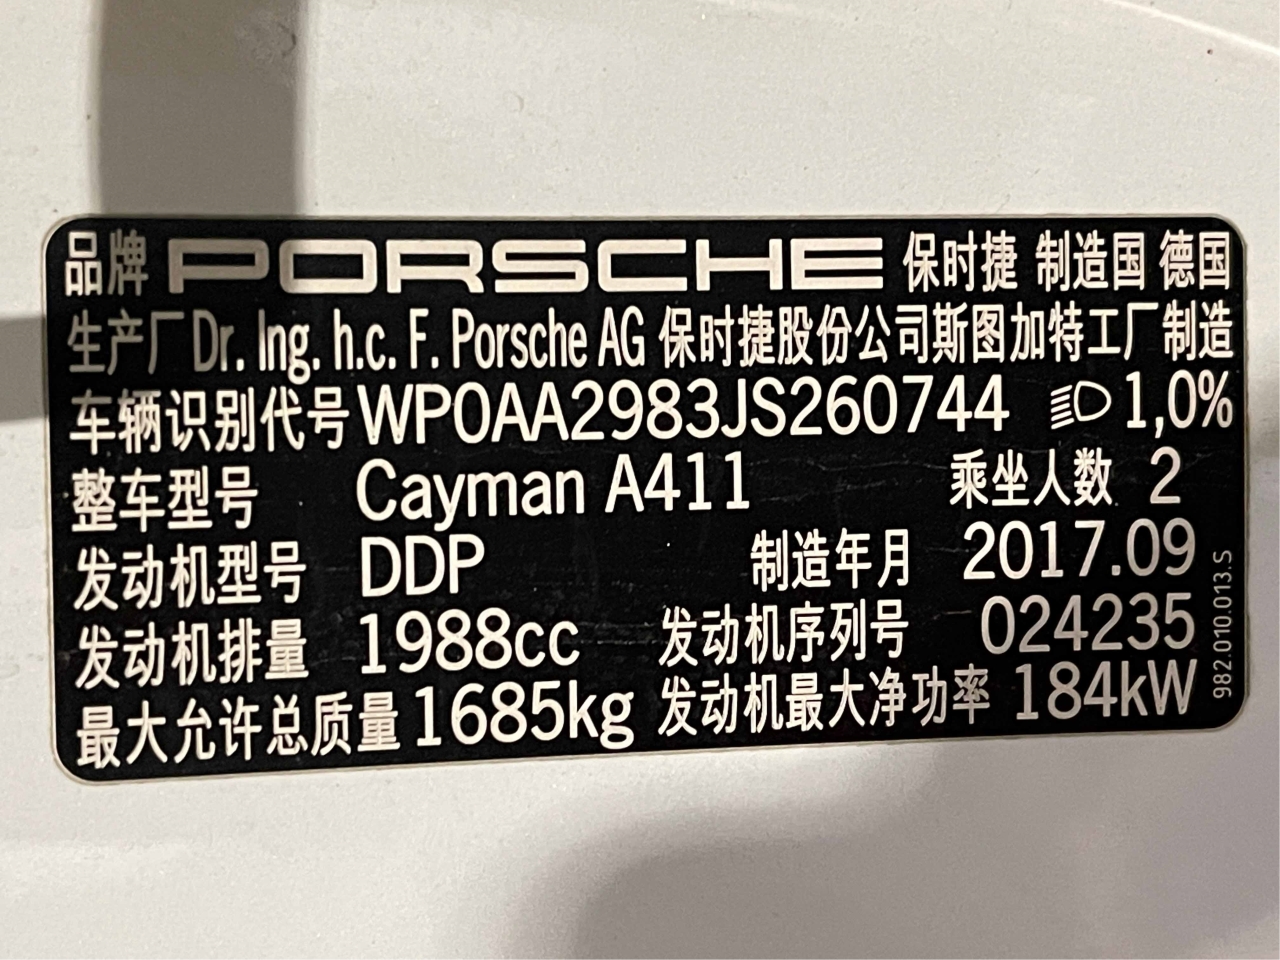 品牌 PORSCHE 保时捷 制造国 德国
生产厂 Dr. Ing. h.c. F. Porsche AG 保时捷股份公司斯图加特工厂制造
车辆识别代号 WP0AA2983JS260744 1,0%
整车型号 Cayman A411 乘坐人数 2
发动机型号 DDP 制造年月 2017.09
发动机排量 1988cc 发动机序列号 024235
最大允许总质量 1685kg 发动机最大净功率 184kW
982.010.013.S